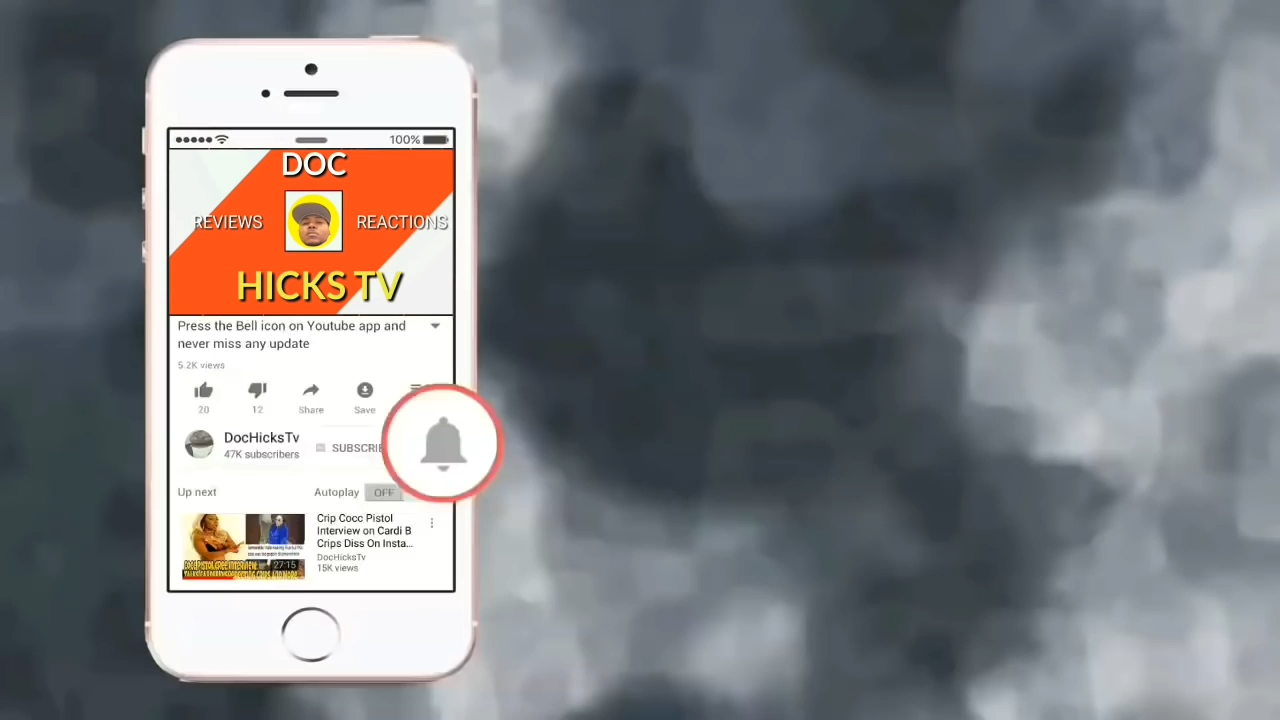 100%
DOC
REVIEWS
REACTIONS
HICKS TV
Press the Bell icon on Youtube app and
never miss any update
5.2K views
20
12
Share
Save
DocHicksTv
47K subscribers
SUBSCRIBE
Up next
Autoplay
OFF
Crip Cocc Pistol
Interview on Cardi B
Crips Diss On Insta...
DocHicksTv
15K views
27:15